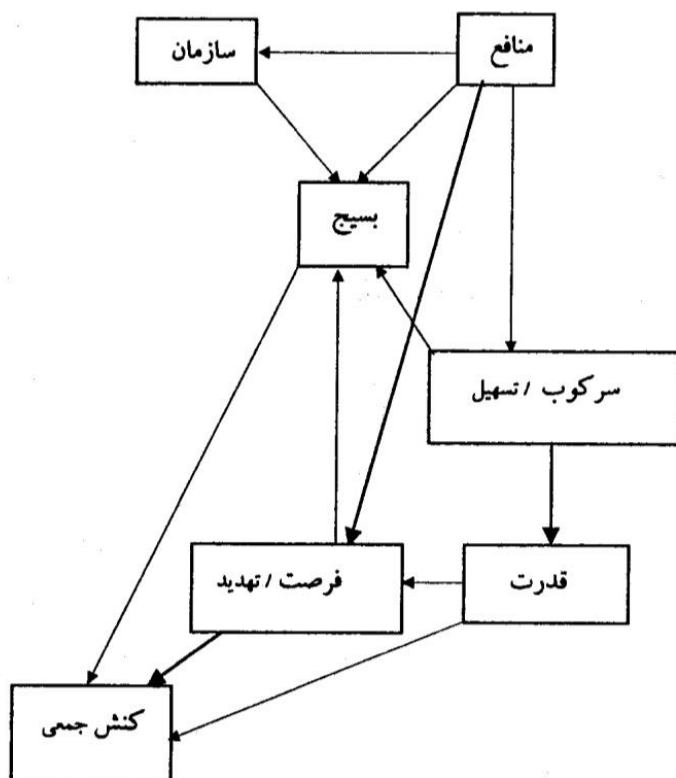 منافع
سازمان
بسیج
سرکوب / تسهیل
فرصت / تهدید
قدرت
کنش جمعی